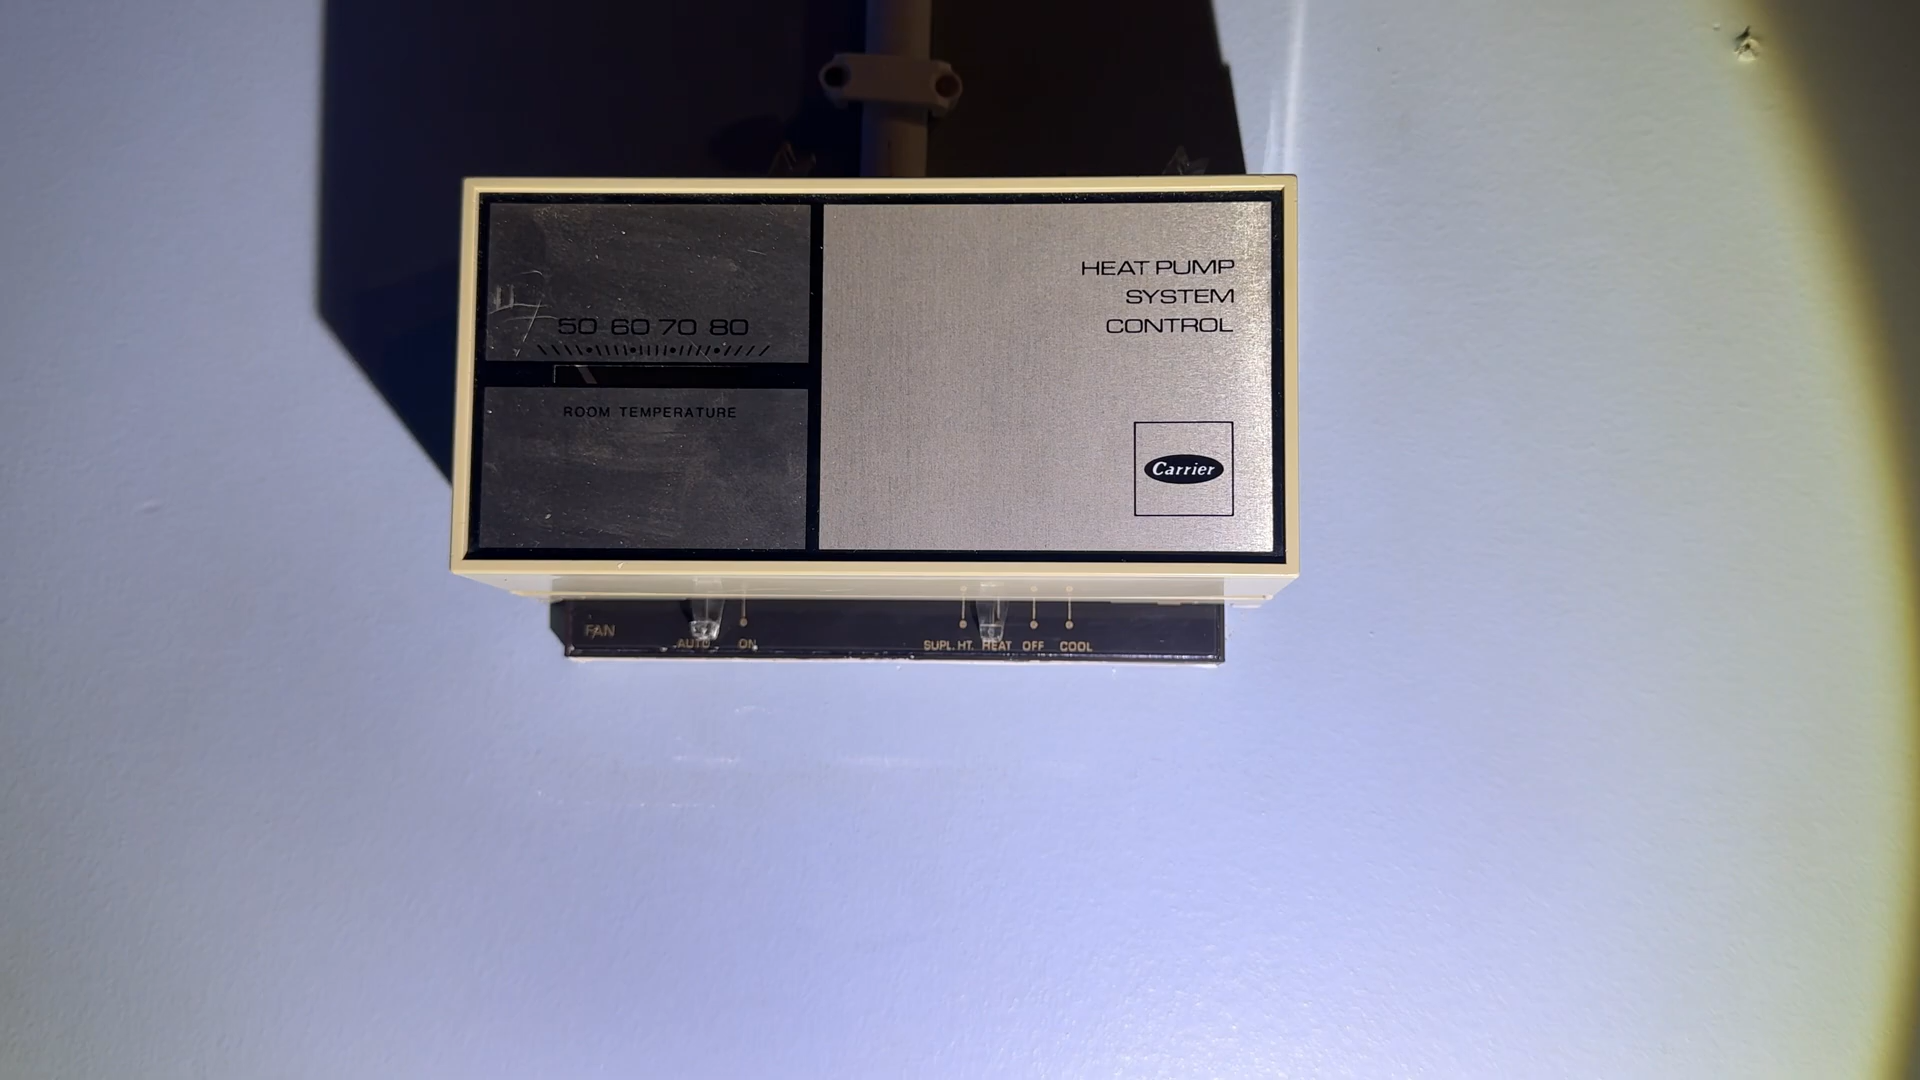 HEAT PUMP
SYSTEM
CONTROL
50 60 70 80
ROOM TEMPERATURE
Carrier
FAN AUTO ON SUPL. HT. HEAT OFF COOL